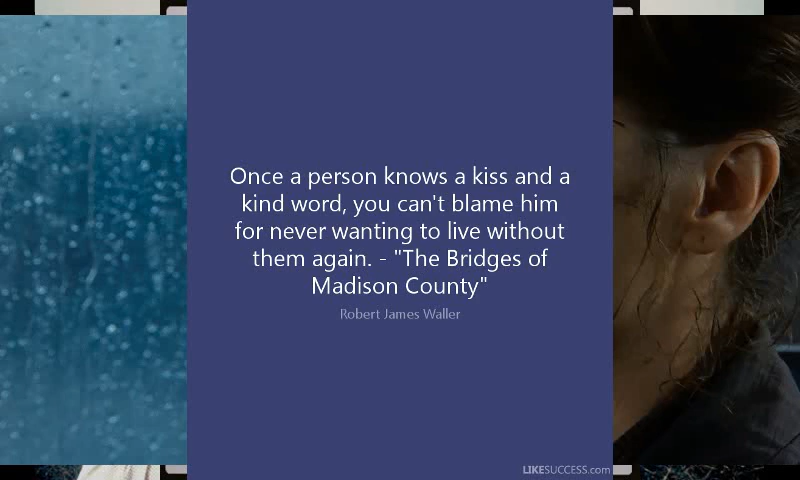 Once a person knows a kiss and a
kind word, you can't blame him
for never wanting to live without
them again. - "The Bridges of
Madison County"
Robert James Waller
LIKESUCCESS.com